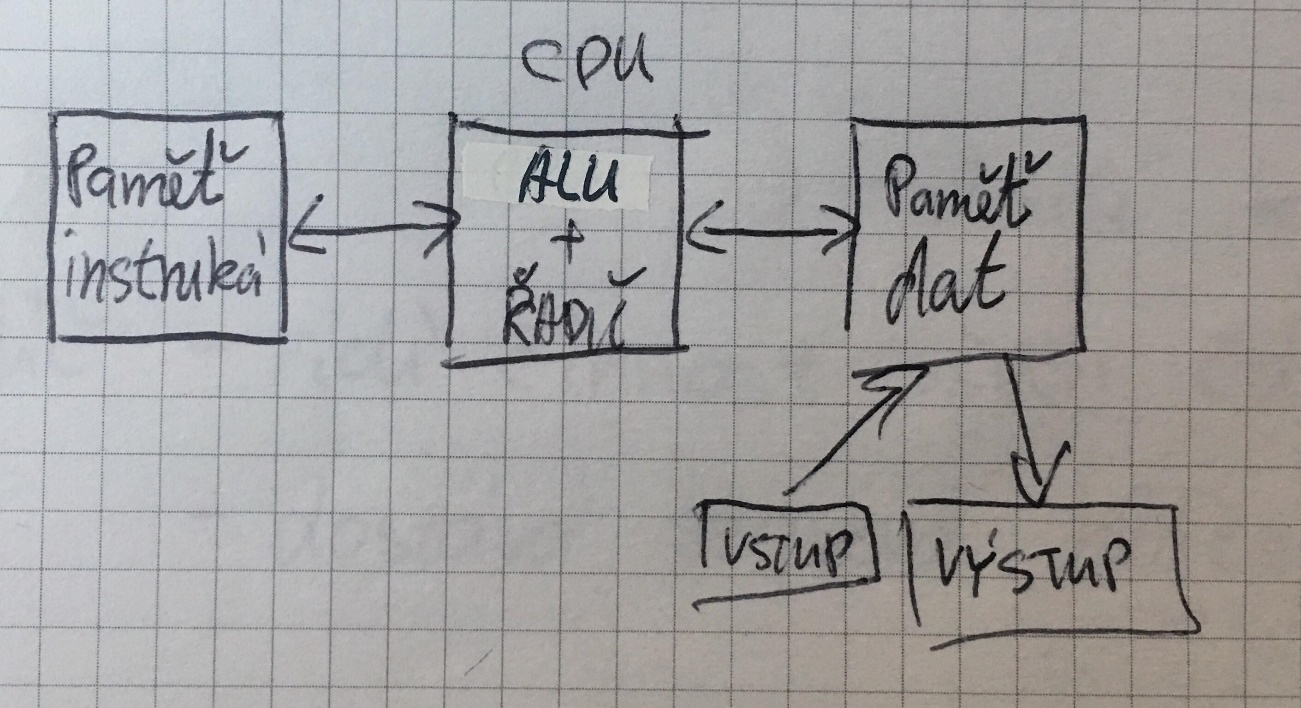 CPU
Paměť
instrukcí
ALU
+
ŘADIČ
Paměť
dat
VSTUP
VÝSTUP